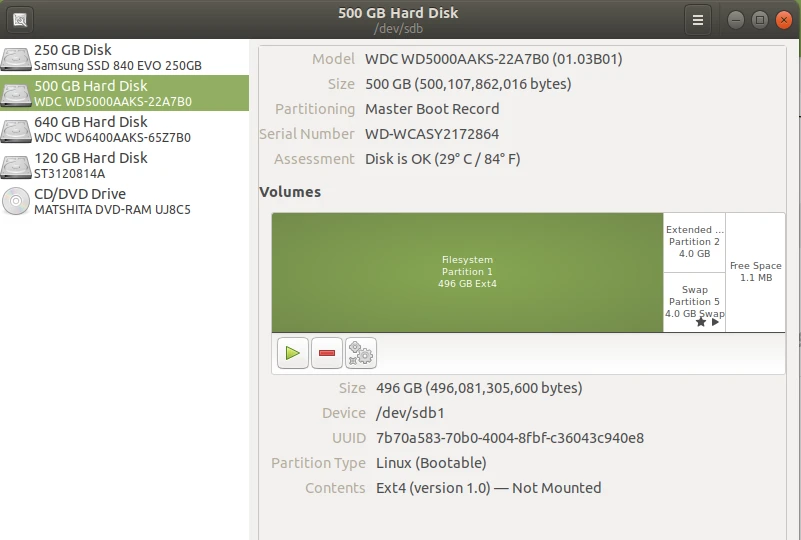 500 GB Hard Disk
/dev/sdb
250 GB Disk
Samsung SSD 840 EVO 250GB
500 GB Hard Disk
WDC WD5000AAKS-22A7B0
640 GB Hard Disk
WDC WD6400AAKS-65Z7B0
120 GB Hard Disk
ST3120814A
CD/DVD Drive
MATSHITA DVD-RAM UJ8C5
Model WDC WD5000AAKS-22A7B0 (01.03B01)
Size 500 GB (500,107,862,016 bytes)
Partitioning Master Boot Record
Serial Number WD-WCASY2172864
Assessment Disk is OK (29° C / 84° F)
Volumes
Filesystem
Partition 1
496 GB Ext4
Extended ...
Partition 2
4.0 GB
Swap
Partition 5
4.0 GB Swap
Free Space
1.1 MB
Size 496 GB (496,081,305,600 bytes)
Device /dev/sdb1
UUID 7b70a583-70b0-4004-8fbf-c36043c940e8
Partition Type Linux (Bootable)
Contents Ext4 (version 1.0) — Not Mounted